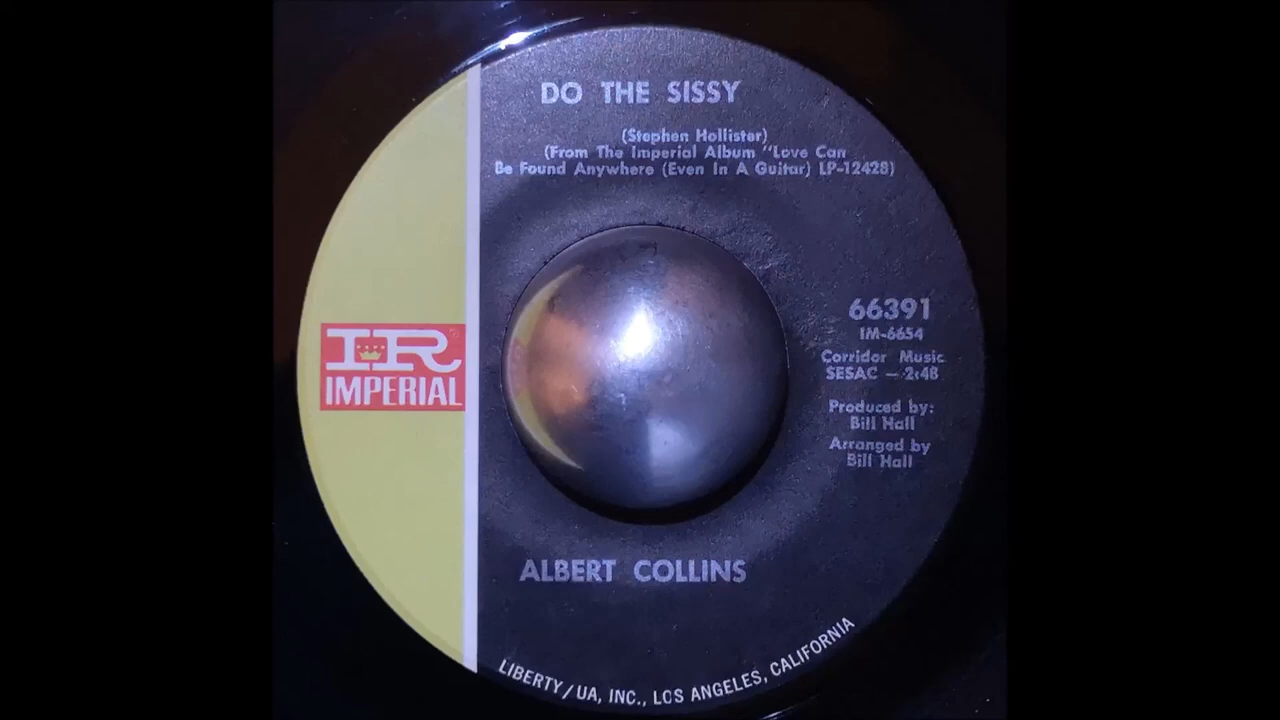 DO THE SISSY
(Stephen Hollister)
(From The Imperial Album "Love Can
Be Found Anywhere (Even In A Guitar) LP-12428)
IR
IMPERIAL
66391
IM-6654
Corridor Music
SESAC — 2:48
Produced by:
Bill Hall
Arranged by
Bill Hall
ALBERT COLLINS
LIBERTY/UA, INC., LOS ANGELES, CALIFORNIA